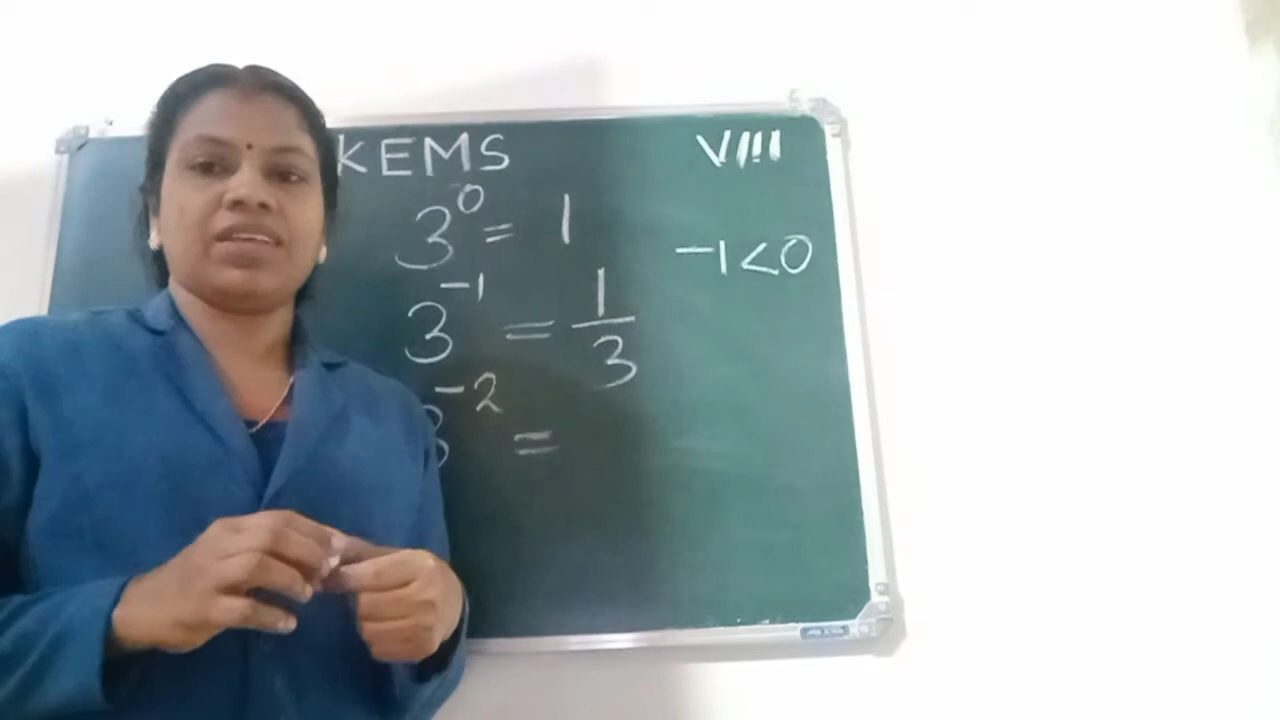 KEMS VIII
3⁰ = 1
-1<0
3⁻¹ = 1/3
3⁻² =